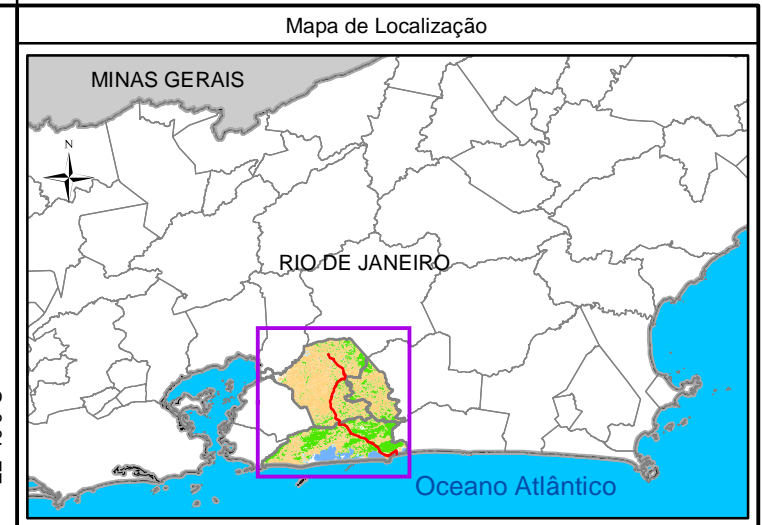 Mapa de Localização
MINAS GERAIS
N
RIO DE JANEIRO
Oceano Atlântico